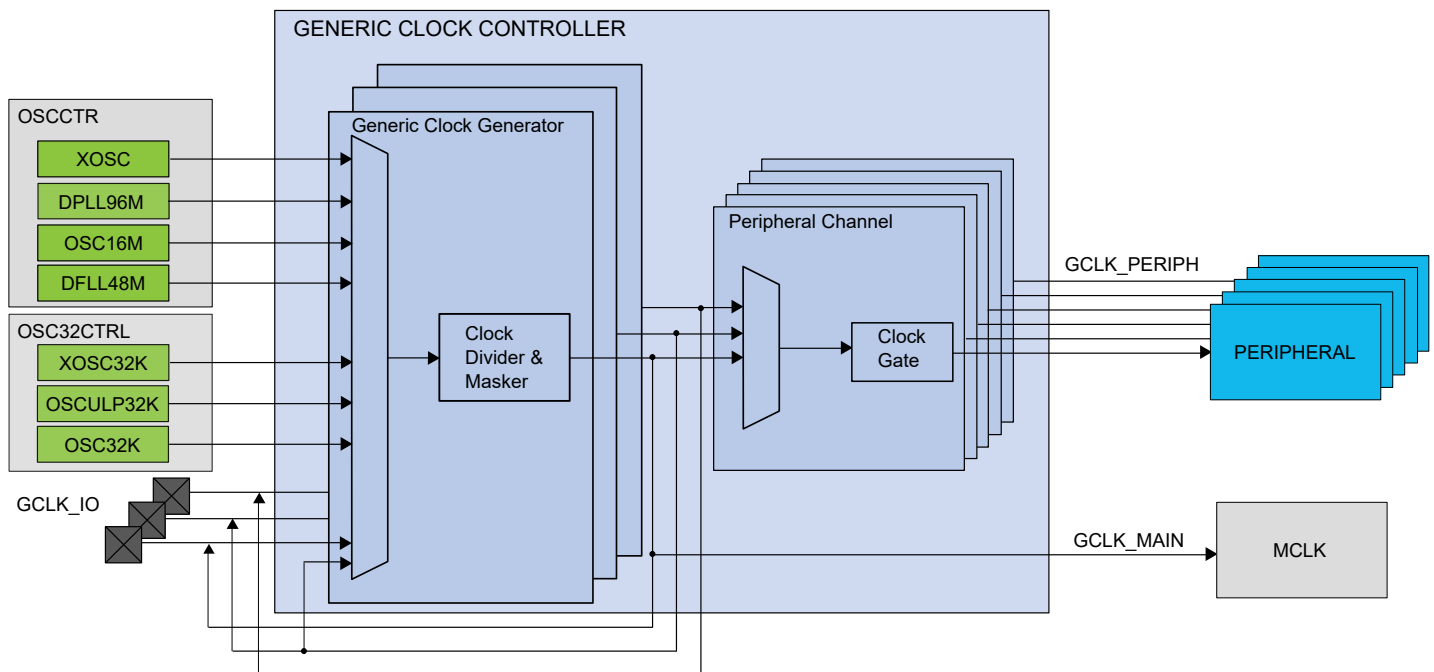 GENERIC CLOCK CONTROLLER
OSCCTR
XOSC
DPLL96M
OSC16M
DFLL48M
OSC32CTRL
XOSC32K
OSCULP32K
OSC32K
GCLK_IO
Generic Clock Generator
Clock
Divider &
Masker
Peripheral Channel
Clock
Gate
GCLK_PERIPH
PERIPHERAL
GCLK_MAIN
MCLK